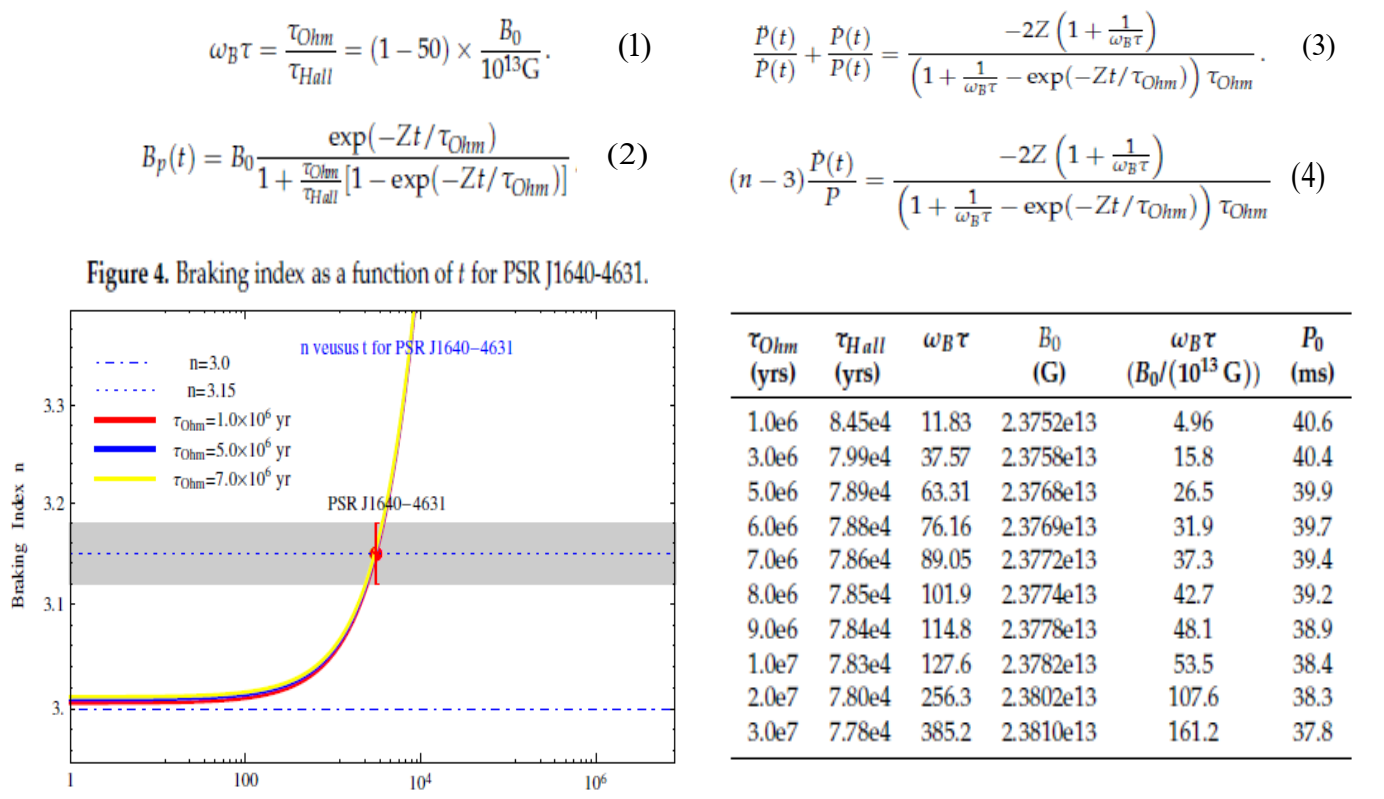 ω_Bτ = τ_Ohm/τ_Hall = (1 − 50) × B_0/10^13G. (1)
B_p(t) = B_0 exp(−Zt/τ_Ohm)/(1 + τ_Ohm/τ_Hall [1 − exp(−Zt/τ_Ohm)]). (2)
P̈(t)/Ṗ(t) + Ṗ(t)/P(t) = −2Z (1 + 1/ω_Bτ)/((1 + 1/ω_Bτ − exp(−Zt/τ_Ohm)) τ_Ohm). (3)
(n − 3) Ṗ(t)/P = −2Z (1 + 1/ω_Bτ)/((1 + 1/ω_Bτ − exp(−Zt/τ_Ohm)) τ_Ohm) (4)
Figure 4. Braking index as a function of t for PSR J1640-4631.
n veusus t for PSR J1640−4631
n=3.0
n=3.15
τ_Ohm=1.0×10^6 yr
τ_Ohm=5.0×10^6 yr
τ_Ohm=7.0×10^6 yr
PSR J1640−4631
Braking Index n
3.3
3.2
3.1
3.
1 100 10^4 10^6
τ_Ohm τ_Hall ω_Bτ B_0 ω_Bτ P_0
(yrs) (yrs) (G) (B_0/(10^13 G)) (ms)
1.0e6 8.45e4 11.83 2.3752e13 4.96 40.6
3.0e6 7.99e4 37.57 2.3758e13 15.8 40.4
5.0e6 7.89e4 63.31 2.3768e13 26.5 39.9
6.0e6 7.88e4 76.16 2.3769e13 31.9 39.7
7.0e6 7.86e4 89.05 2.3772e13 37.3 39.4
8.0e6 7.85e4 101.9 2.3774e13 42.7 39.2
9.0e6 7.84e4 114.8 2.3778e13 48.1 38.9
1.0e7 7.83e4 127.6 2.3782e13 53.5 38.4
2.0e7 7.80e4 256.3 2.3802e13 107.6 38.3
3.0e7 7.78e4 385.2 2.3810e13 161.2 37.8